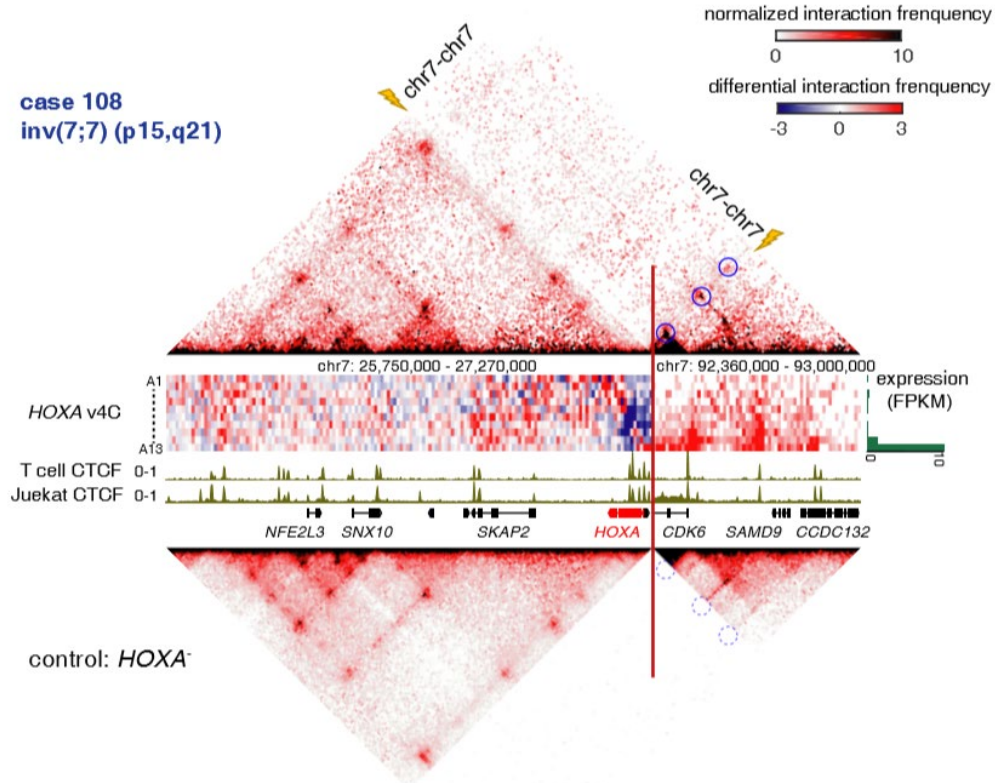 normalized interaction frenquency
0 10
differential interaction frenquency
-3 0 3
case 108
inv(7;7) (p15,q21)
chr7-chr7
chr7-chr7
chr7: 25,750,000 - 27,270,000
chr7: 92,360,000 - 93,000,000
A1
HOXA v4C
A13
expression
(FPKM)
0 10
T cell CTCF 0-1
Juekat CTCF 0-1
NFE2L3 SNX10 SKAP2 HOXA CDK6 SAMD9 CCDC132
control: HOXA-